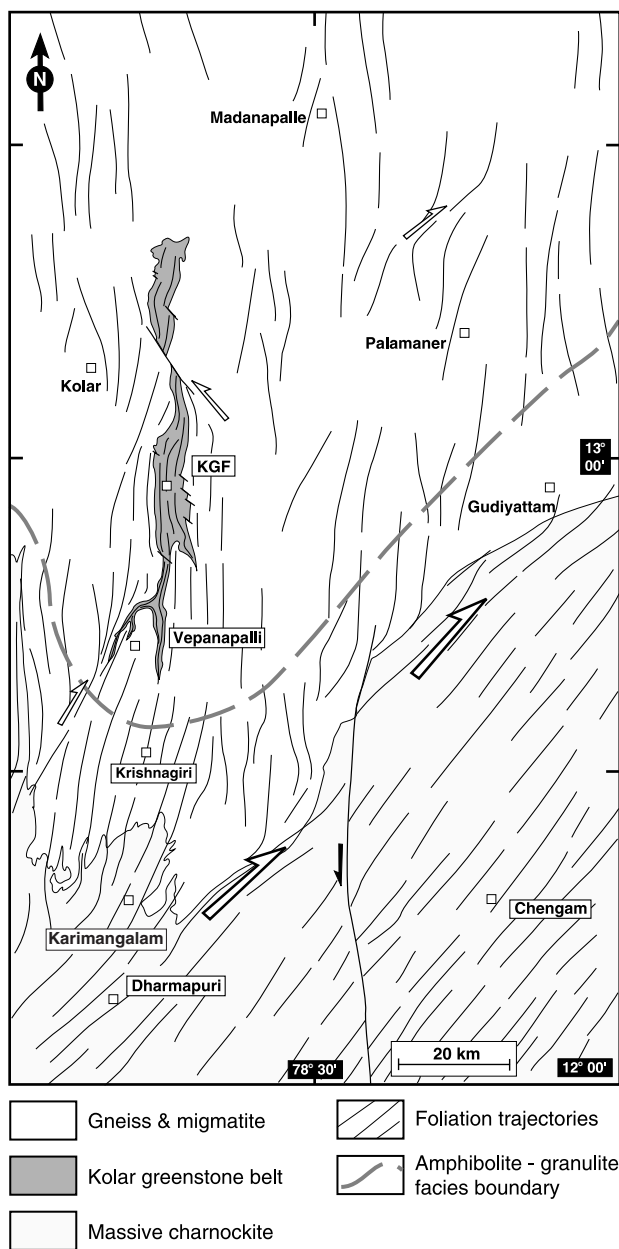 N
Madanapalle
Palamaner
Kolar
KGF
13°
00'
Gudiyattam
Vepanapalli
Krishnagiri
Chengam
Karimangalam
Dharmapuri
20 km
78° 30'
12° 00'
Gneiss & migmatite
Foliation trajectories
Kolar greenstone belt
Amphibolite - granulite
facies boundary
Massive charnockite